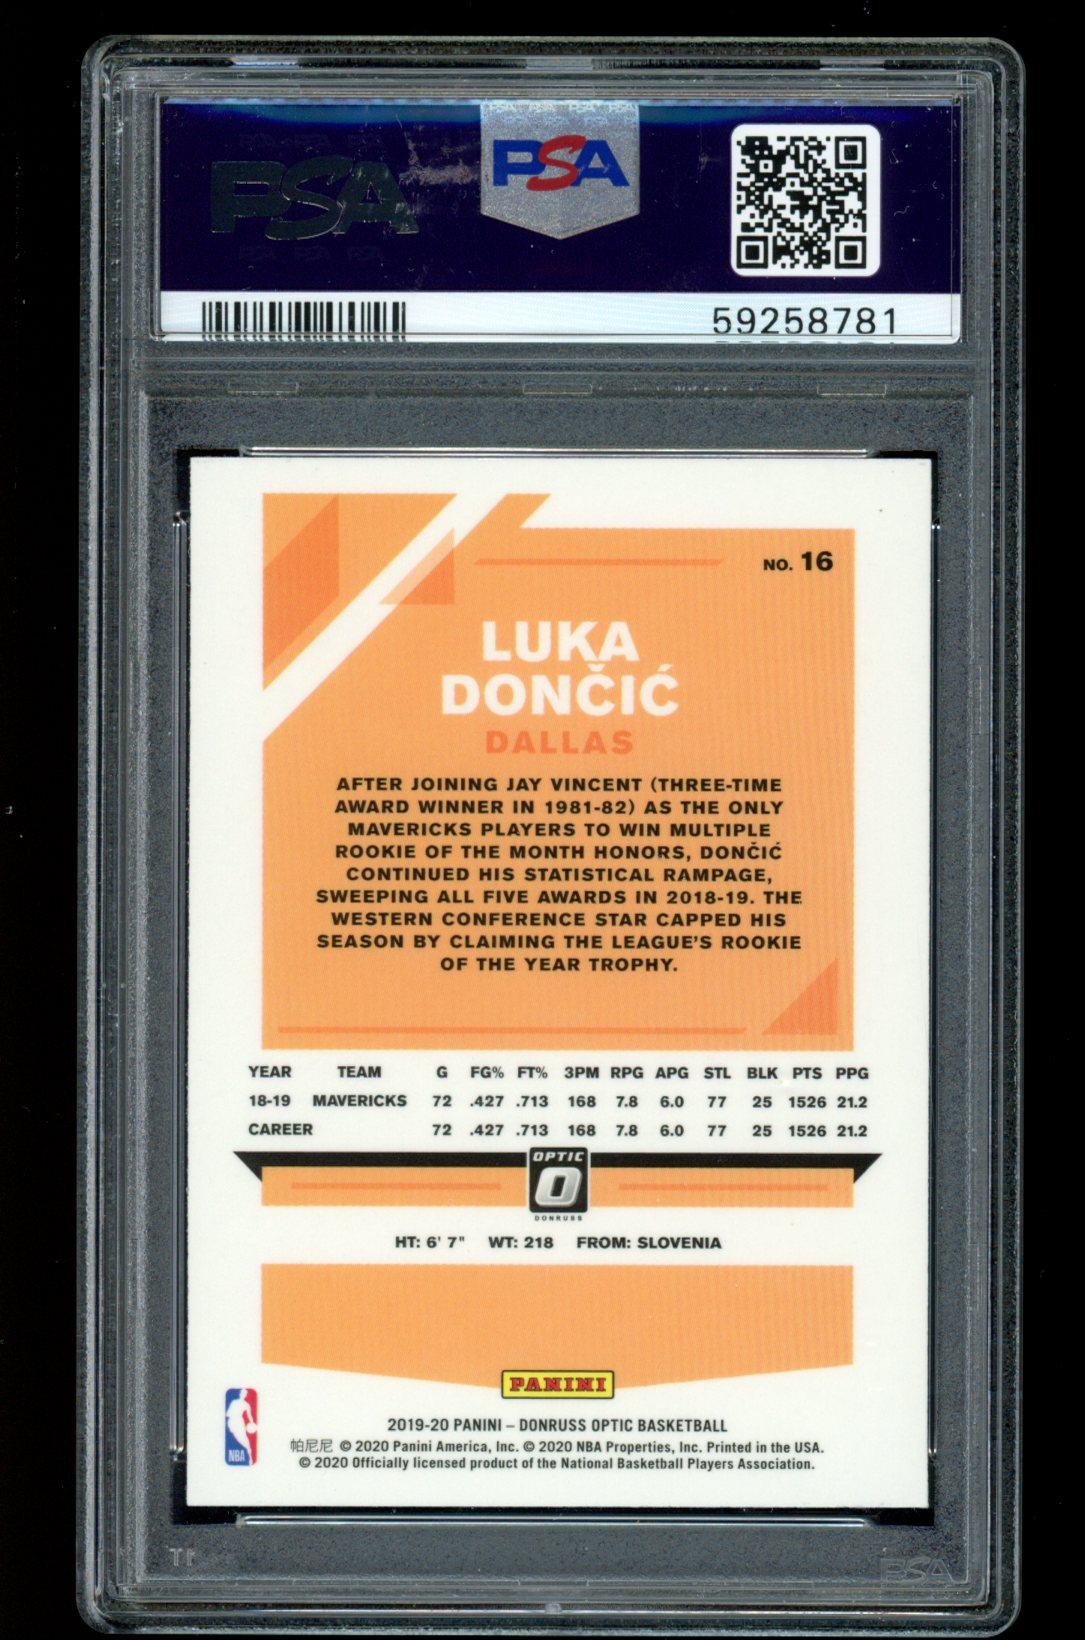 PSA
PSA
59258781
NO. 16
LUKA
DONČIĆ
DALLAS
AFTER JOINING JAY VINCENT (THREE-TIME
AWARD WINNER IN 1981-82) AS THE ONLY
MAVERICKS PLAYERS TO WIN MULTIPLE
ROOKIE OF THE MONTH HONORS, DONČIĆ
CONTINUED HIS STATISTICAL RAMPAGE,
SWEEPING ALL FIVE AWARDS IN 2018-19. THE
WESTERN CONFERENCE STAR CAPPED HIS
SEASON BY CLAIMING THE LEAGUE'S ROOKIE
OF THE YEAR TROPHY.
YEAR TEAM G FG% FT% 3PM RPG APG STL BLK PTS PPG
18-19 MAVERICKS 72 .427 .713 168 7.8 6.0 77 25 1526 21.2
CAREER 72 .427 .713 168 7.8 6.0 77 25 1526 21.2
OPTIC
O
DONRUSS
HT: 6' 7" WT: 218 FROM: SLOVENIA
PANINI
NBA
2019-20 PANINI – DONRUSS OPTIC BASKETBALL
帕尼尼 © 2020 Panini America, Inc. © 2020 NBA Properties, Inc. Printed in the USA.
© 2020 Officially licensed product of the National Basketball Players Association.
PSA